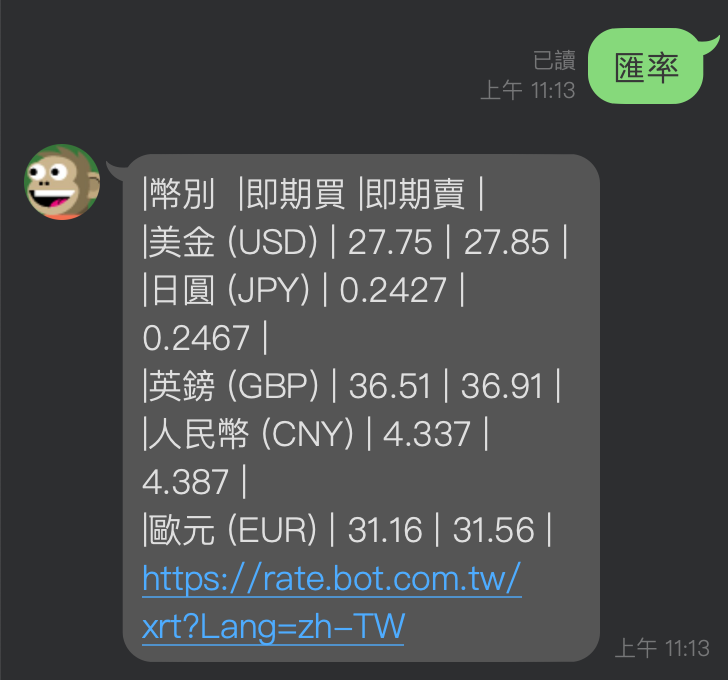 匯率
已讀
上午 11:13
|幣別  |即期買 |即期賣 |
|美金 (USD) | 27.75 | 27.85 |
|日圓 (JPY) | 0.2427 |
0.2467 |
|英鎊 (GBP) | 36.51 | 36.91 |
|人民幣 (CNY) | 4.337 |
4.387 |
|歐元 (EUR) | 31.16 | 31.56 |
https://rate.bot.com.tw/
xrt?Lang=zh-TW
上午 11:13